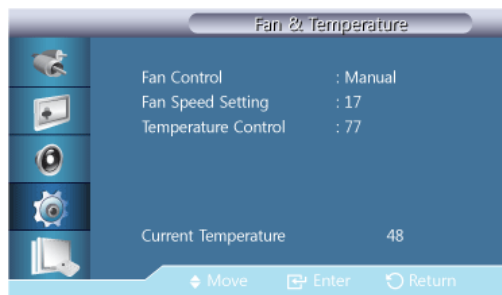 Fan & Temperature
Fan Control : Manual
Fan Speed Setting : 17
Temperature Control : 77
Current Temperature 48
Move Enter Return